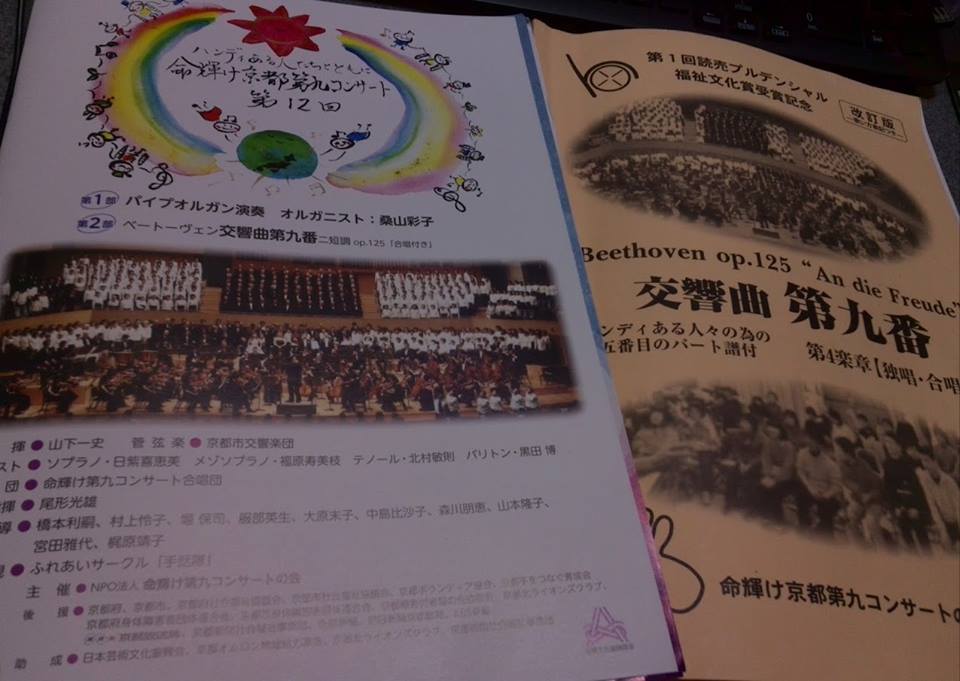 ハンディある人たちとともに
命輝け京都第九コンサート
第12回
第1部 パイプオルガン演奏 オルガニスト：桑山彩子
第2部 ベートーヴェン交響曲第九番ニ短調 op.125「合唱付き」
揮●山下一史 管弦楽●京都市交響楽団
スト●ソプラノ・日紫喜恵美 メゾソプラノ・福原寿美枝 テノール・北村敏則 バリトン・黒田 博
団●命輝け第九コンサート合唱団
揮●尾形光雄
導●橋本利嗣、村上怜子、堀 保司、服部英生、大原末子、中島比沙子、森川朋恵、山本隆子、
宮田雅代、梶原靖子
現●ふれあいサークル「手話隊」
主催●NPO法人 命輝け第九コンサートの会
後援●京都府、京都市、
助成●日本芸術文化振興会、
第1回読売プルデンシャル
福祉文化賞受賞記念
改訂版
Beethoven op.125 “An die Freude”
交響曲 第九番
ンディある人々の為の
五番目のパート譜付
第4楽章【独唱・合唱
命輝け京都第九コンサートの